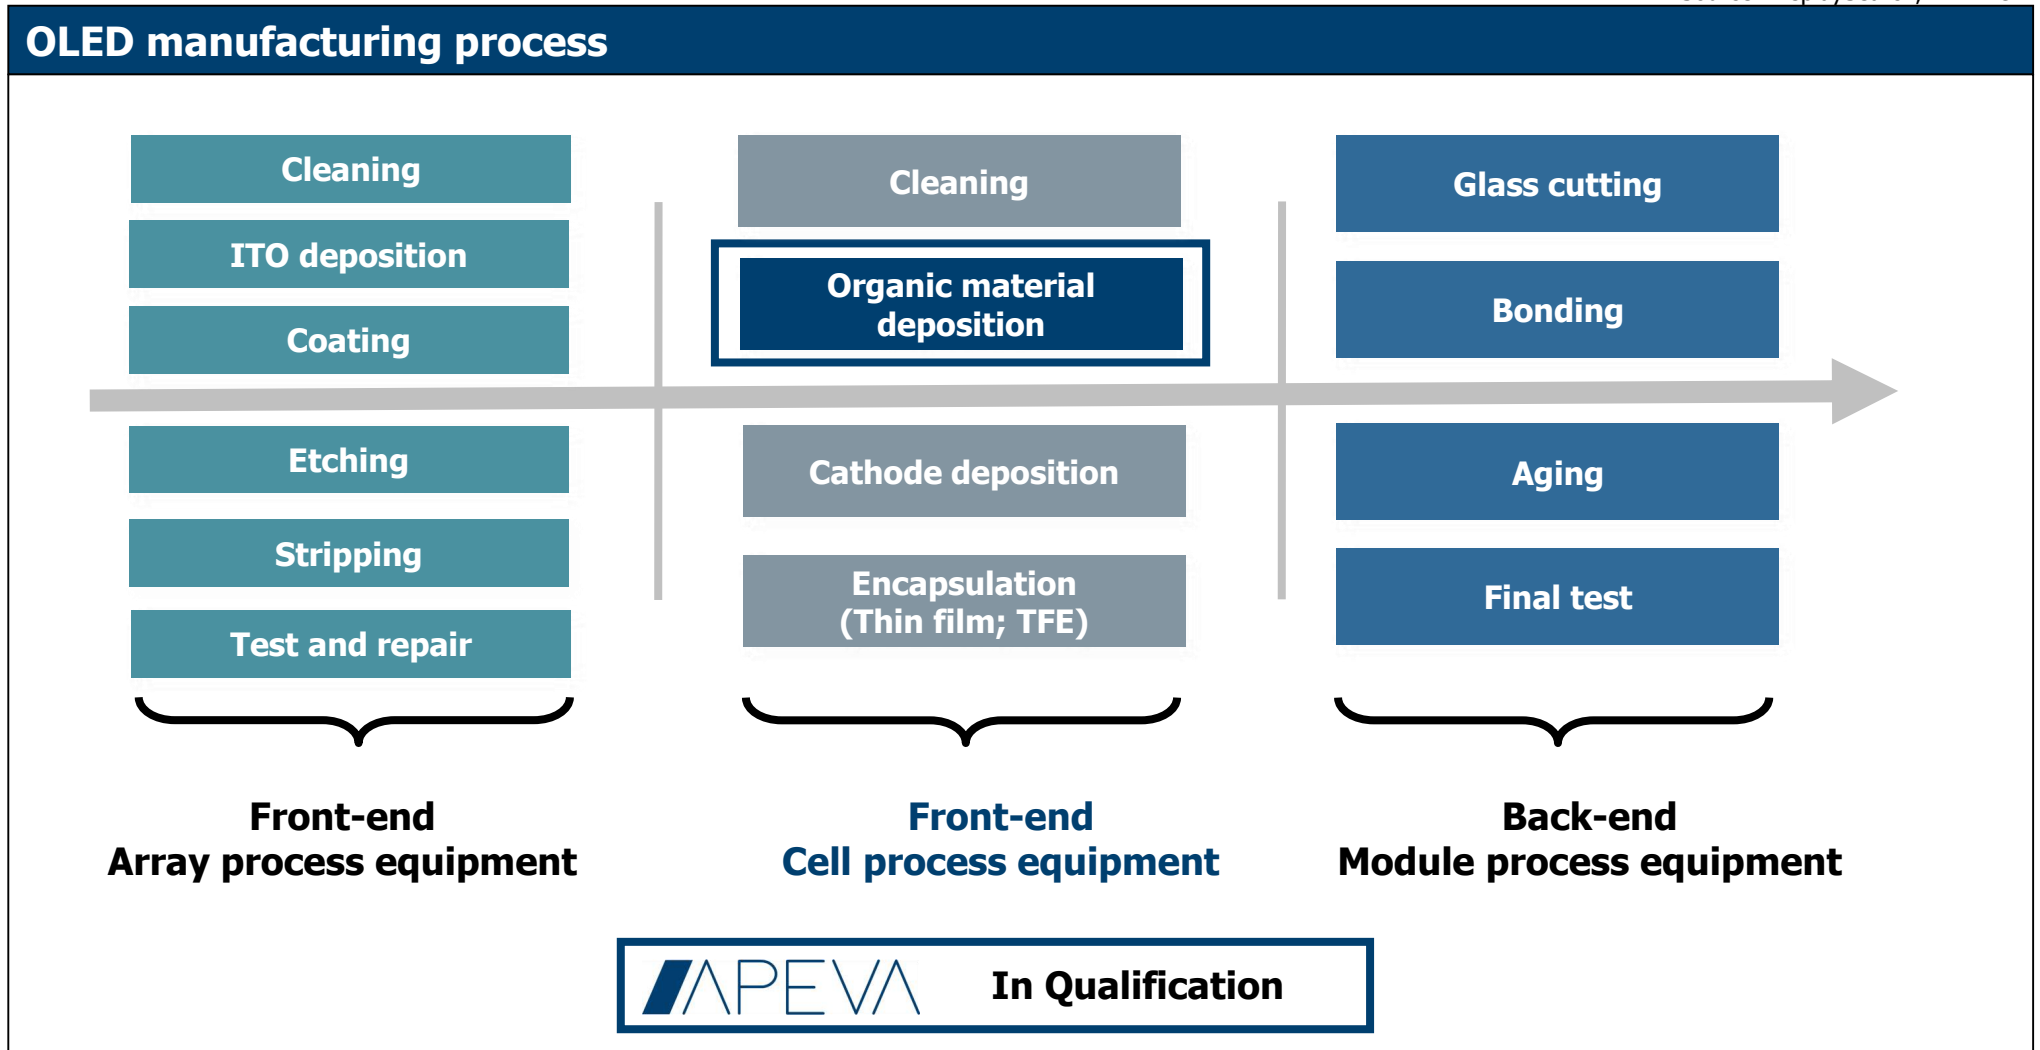 OLED manufacturing process
Cleaning
ITO deposition
Coating
Etching
Stripping
Test and repair
Front-end
Array process equipment
Cleaning
Organic material
deposition
Cathode deposition
Encapsulation
(Thin film; TFE)
Front-end
Cell process equipment
Glass cutting
Bonding
Aging
Final test
Back-end
Module process equipment
APEVA In Qualification